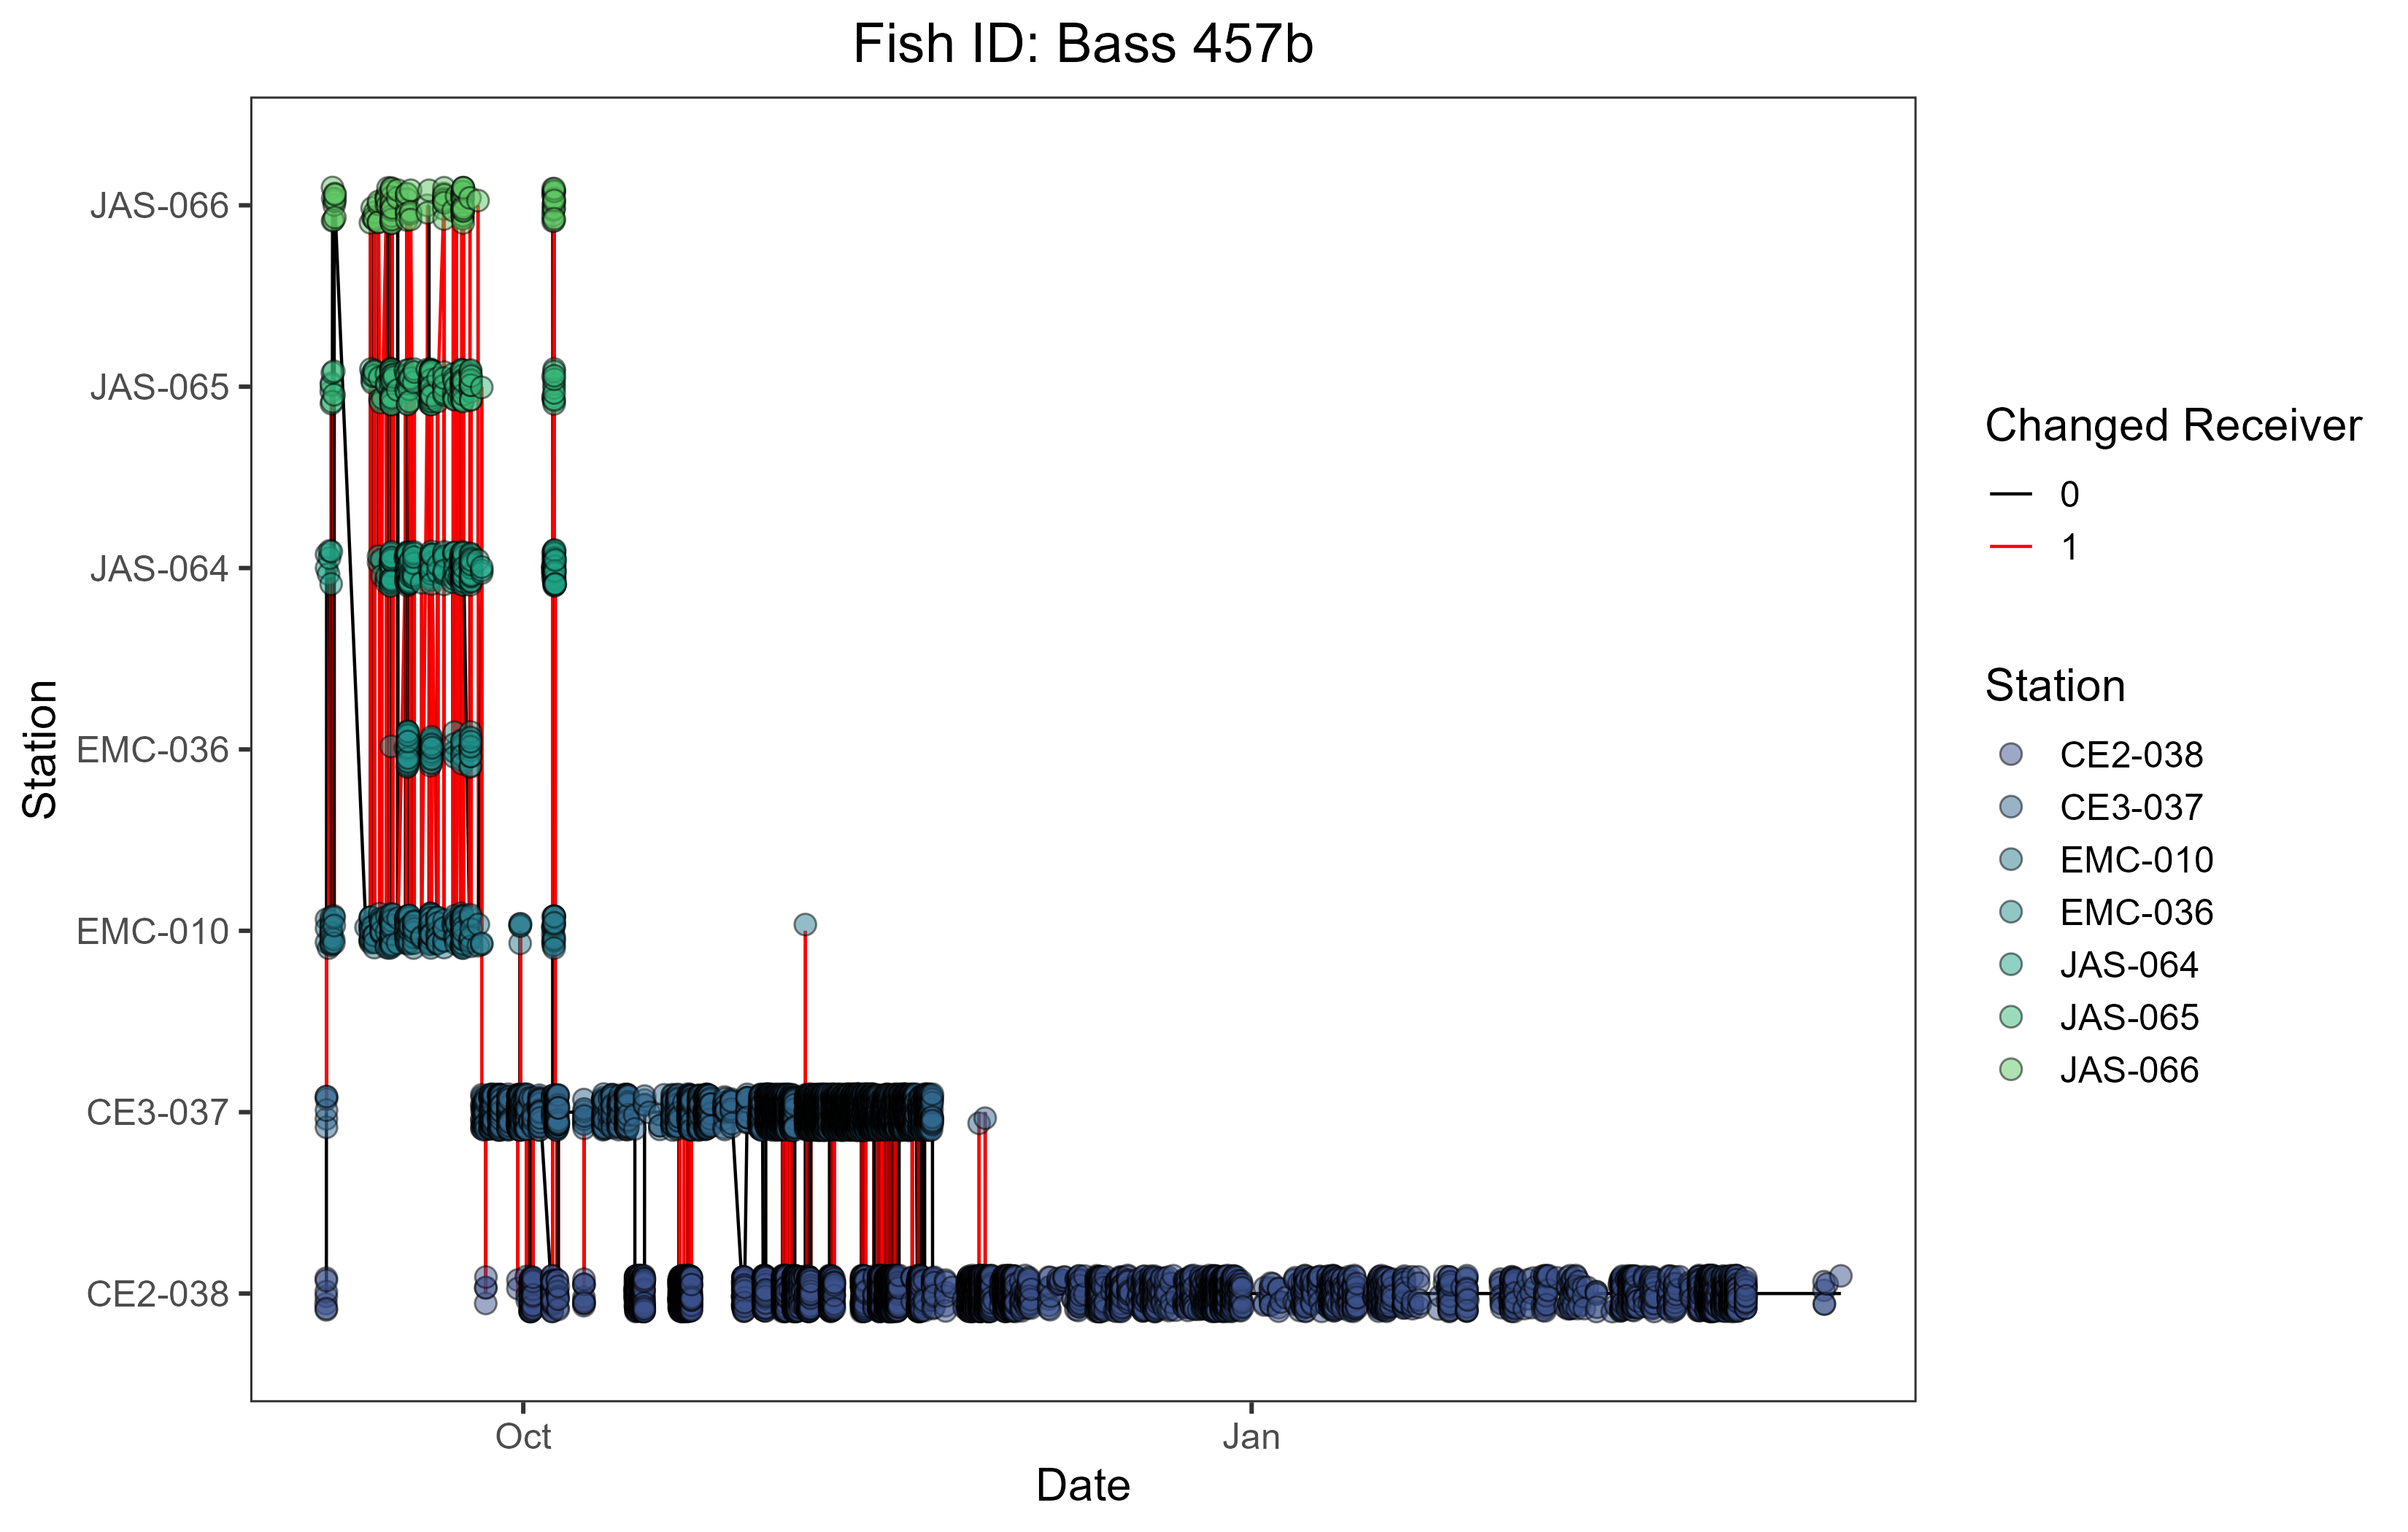 Fish ID: Bass 457b
Station
JAS-066
JAS-065
JAS-064
EMC-036
EMC-010
CE3-037
CE2-038
Oct
Jan
Date
Changed Receiver
0
1
Station
CE2-038
CE3-037
EMC-010
EMC-036
JAS-064
JAS-065
JAS-066